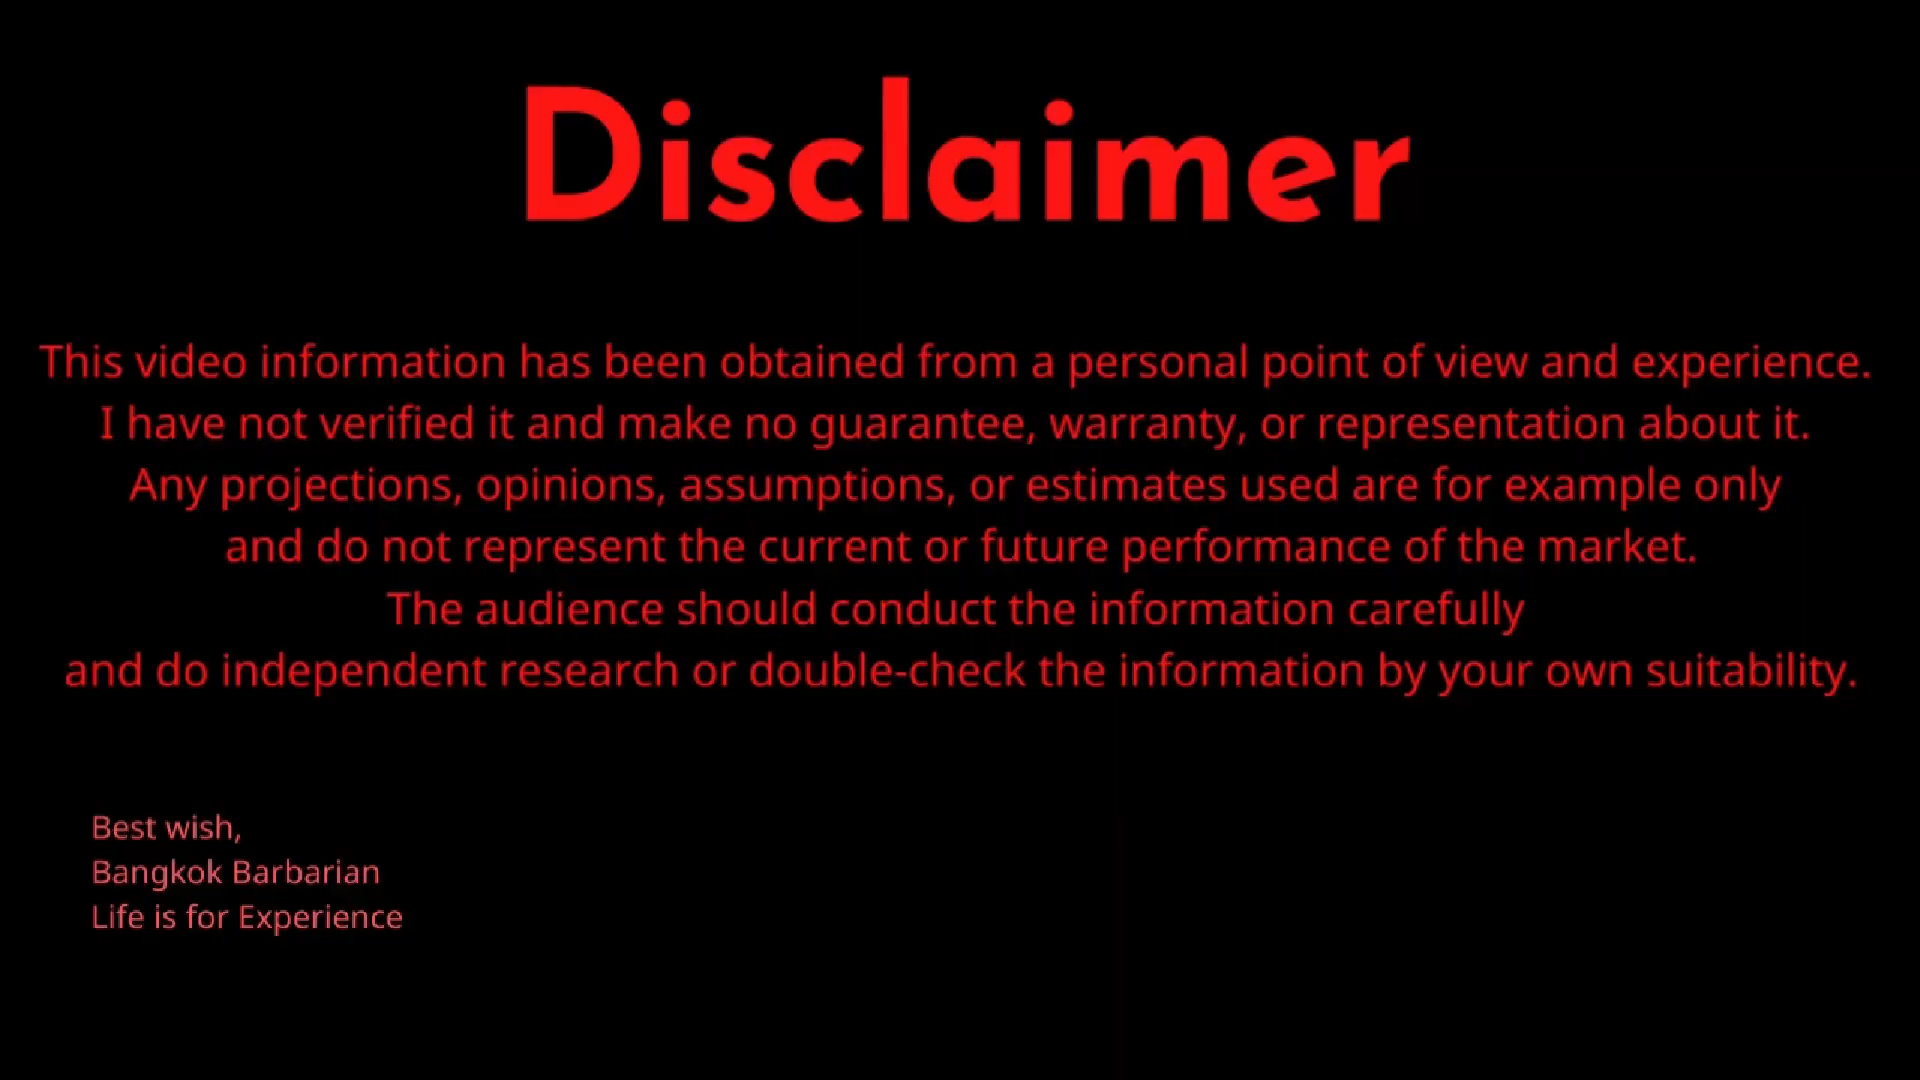 Disclaimer
This video information has been obtained from a personal point of view and experience.
I have not verified it and make no guarantee, warranty, or representation about it.
Any projections, opinions, assumptions, or estimates used are for example only
and do not represent the current or future performance of the market.
The audience should conduct the information carefully
and do independent research or double-check the information by your own suitability.
Best wish,
Bangkok Barbarian
Life is for Experience